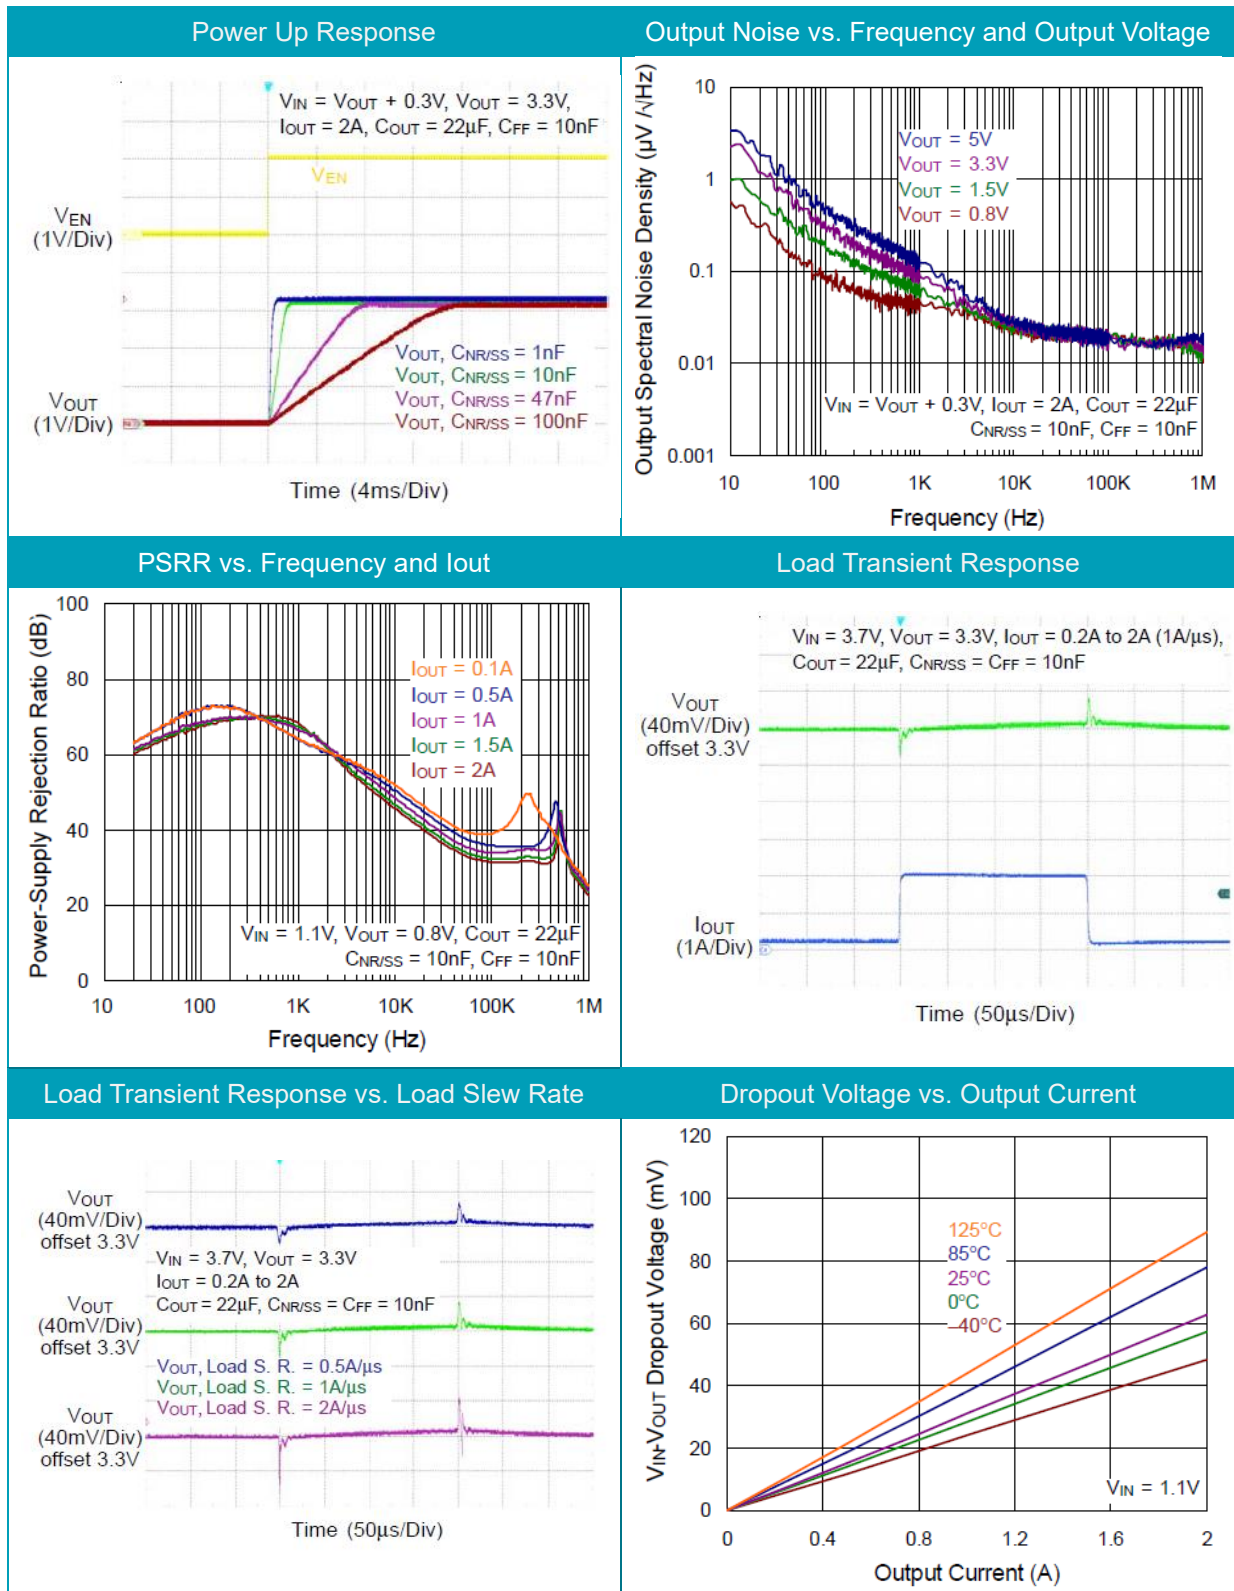 Power Up Response
VIN = VOUT + 0.3V, VOUT = 3.3V,
IOUT = 2A, COUT = 22µF, CFF = 10nF
VEN
VEN
(1V/Div)
VOUT, CNR/SS = 1nF
VOUT, CNR/SS = 10nF
VOUT, CNR/SS = 47nF
VOUT, CNR/SS = 100nF
VOUT
(1V/Div)
Time (4ms/Div)
Output Noise vs. Frequency and Output Voltage
Output Spectral Noise Density (µV /√Hz)
10
1
0.1
0.01
0.001
VOUT = 5V
VOUT = 3.3V
VOUT = 1.5V
VOUT = 0.8V
VIN = VOUT + 0.3V, IOUT = 2A, COUT = 22µF
CNR/SS = 10nF, CFF = 10nF
10 100 1K 10K 100K 1M
Frequency (Hz)
PSRR vs. Frequency and Iout
Power-Supply Rejection Ratio (dB)
100
80
60
40
20
0
IOUT = 0.1A
IOUT = 0.5A
IOUT = 1A
IOUT = 1.5A
IOUT = 2A
VIN = 1.1V, VOUT = 0.8V, COUT = 22µF
CNR/SS = 10nF, CFF = 10nF
10 100 1K 10K 100K 1M
Frequency (Hz)
Load Transient Response
VIN = 3.7V, VOUT = 3.3V, IOUT = 0.2A to 2A (1A/µs),
COUT = 22µF, CNR/SS = CFF = 10nF
VOUT
(40mV/Div)
offset 3.3V
IOUT
(1A/Div)
Time (50µs/Div)
Load Transient Response vs. Load Slew Rate
VOUT
(40mV/Div)
offset 3.3V
VIN = 3.7V, VOUT = 3.3V
IOUT = 0.2A to 2A
COUT = 22µF, CNR/SS = CFF = 10nF
VOUT
(40mV/Div)
offset 3.3V
VOUT, Load S. R. = 0.5A/µs
VOUT, Load S. R. = 1A/µs
VOUT, Load S. R. = 2A/µs
VOUT
(40mV/Div)
offset 3.3V
Time (50µs/Div)
Dropout Voltage vs. Output Current
VIN-VOUT Dropout Voltage (mV)
120
100
80
60
40
20
0
125°C
85°C
25°C
0°C
–40°C
VIN = 1.1V
0 0.4 0.8 1.2 1.6 2
Output Current (A)